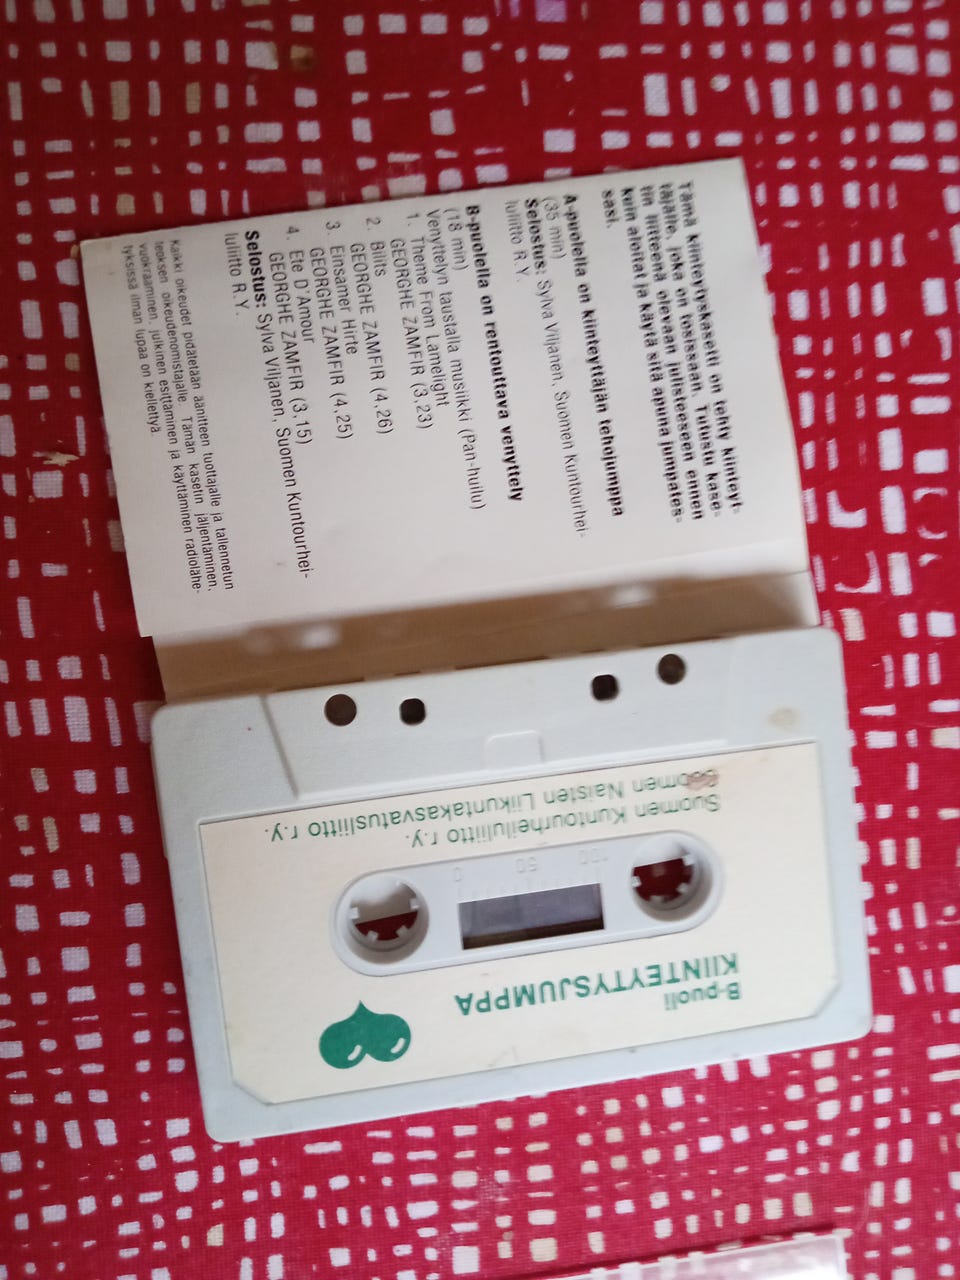 Tämä kiinteytyskasetti on tehty kiinteyt-
täjälle, joka on tosissaan. Tutustu kase-
tin liitteenä olevaan julisteeseen ennen
kuin aloitat ja käytä sitä apuna jumpates-
sasi.
A-puolella on kiinteyttäjän tehojumppa
(35 min)
Selostus: Sylva Viljanen, Suomen Kuntourhei-
luliitto R.Y.
B-puolella on rentouttava venyttely
(18 min)
Venyttelyn taustalla musiikki (Pan-huilu)
1. Theme From Lamelight
GEORGHE ZAMFIR (3.23)
2. Bilits
GEORGHE ZAMFIR (4.26)
3. Einsamer Hirte
GEORGHE ZAMFIR (4.25)
4. Ete D'Amour
GEORGHE ZAMFIR (3.15)
Selostus: Sylva Viljanen, Suomen Kuntourhei-
luliitto R.Y.
Kaikki oikeudet pidätetään äänitteen tuottajalle ja tallennetun
teoksen oikeudenomistajalle. Tämän kasetin jäljentäminen,
vuokraaminen, julkinen esittäminen ja käyttäminen radiolähe-
tyksissä ilman lupaa on kiellettyä.
B-puoli
KIINTEYTYSJUMPPA
100 50 0
Suomen Kuntourheiluliitto r.y.
Suomen Naisten Liikuntakasvatusliitto r.y.